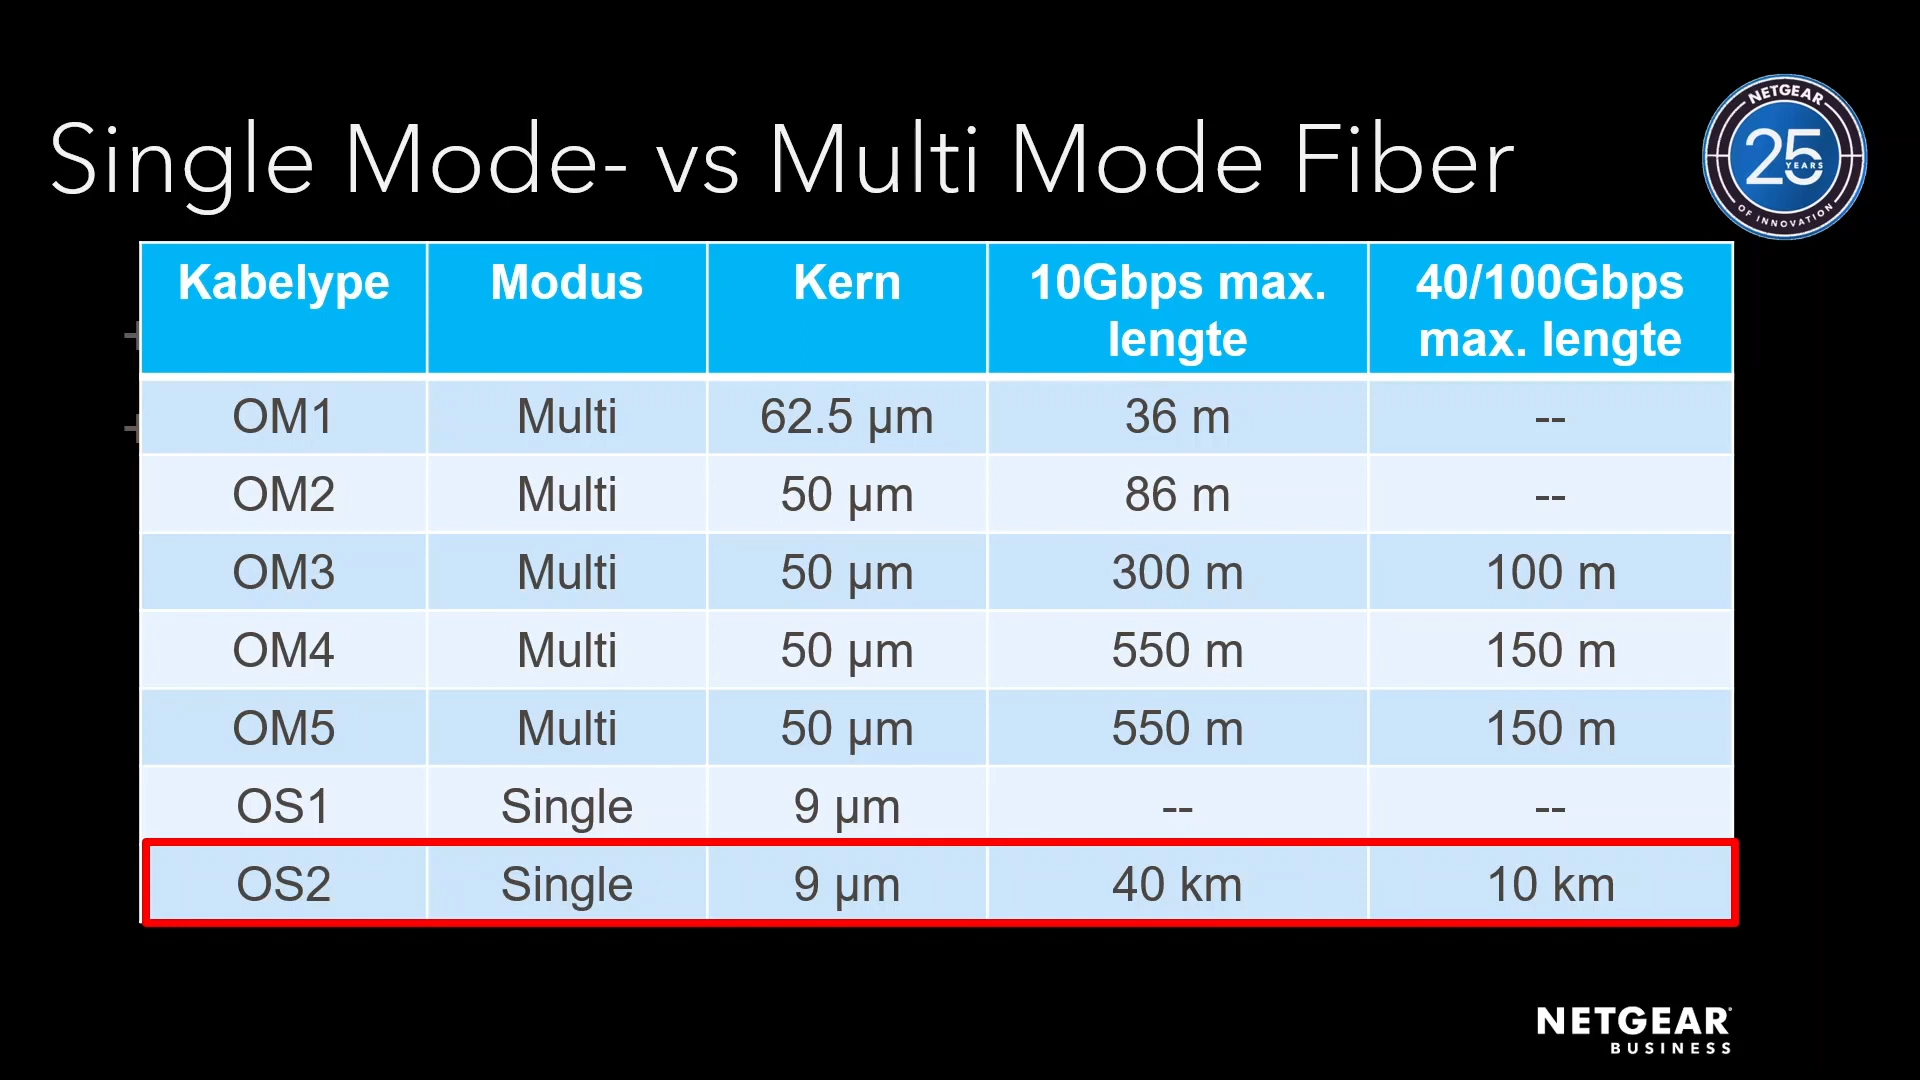 NETGEAR
25
YEARS
OF INNOVATION
Single Mode- vs Multi Mode Fiber
Kabelype Modus Kern 10Gbps max. lengte 40/100Gbps max. lengte
OM1 Multi 62.5 µm 36 m --
OM2 Multi 50 µm 86 m --
OM3 Multi 50 µm 300 m 100 m
OM4 Multi 50 µm 550 m 150 m
OM5 Multi 50 µm 550 m 150 m
OS1 Single 9 µm -- --
OS2 Single 9 µm 40 km 10 km
NETGEAR
BUSINESS